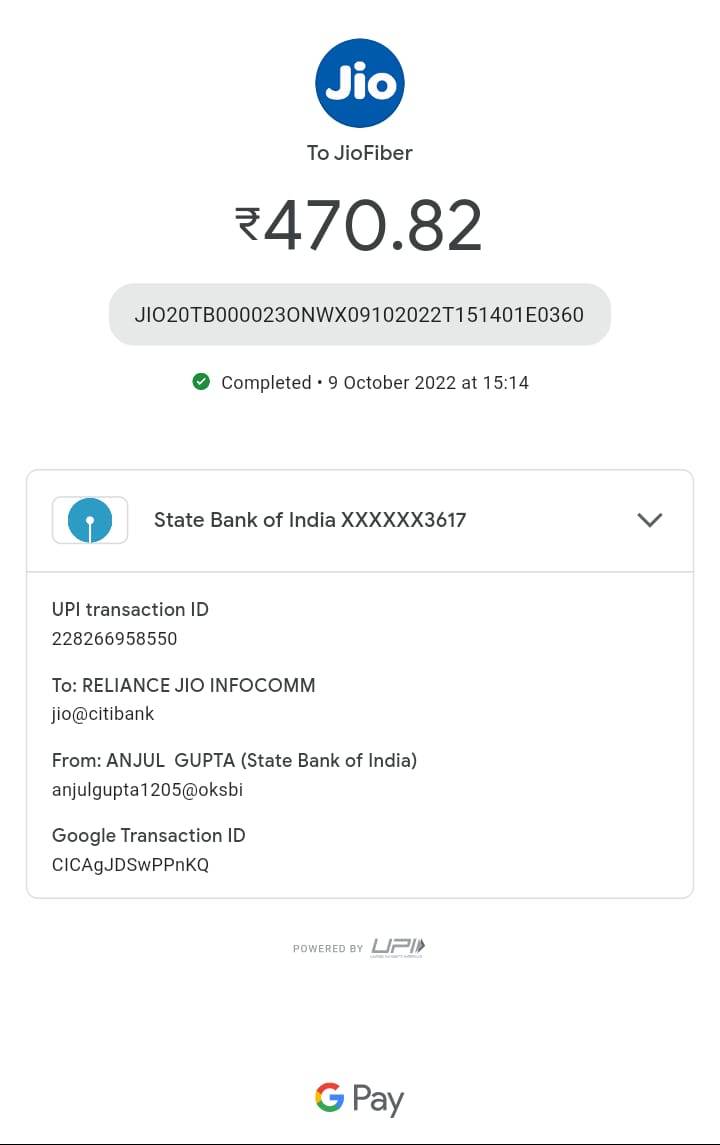 Jio
To JioFiber
₹470.82
JIO20TB000023ONWX09102022T151401E0360
Completed • 9 October 2022 at 15:14
State Bank of India XXXXXX3617
UPI transaction ID
228266958550
To: RELIANCE JIO INFOCOMM
jio@citibank
From: ANJUL  GUPTA (State Bank of India)
anjulgupta1205@oksbi
Google Transaction ID
CICAgJDSwPPnKQ
POWERED BY UPI
G Pay